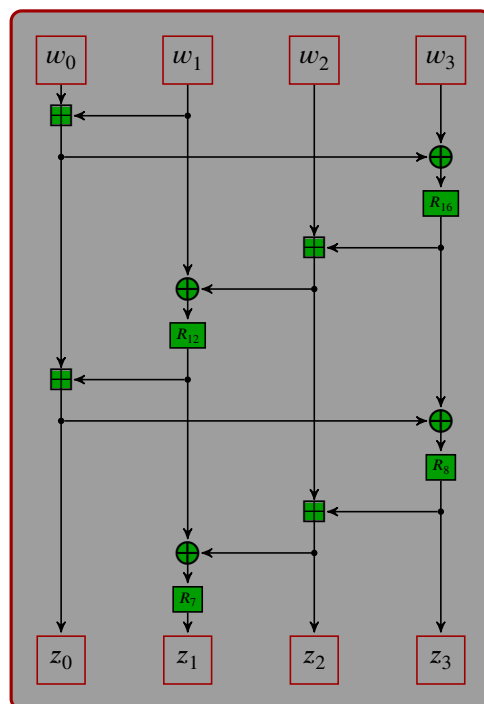 w₀ w₁ w₂ w₃
R₁₆
R₁₂
R₈
R₇
z₀ z₁ z₂ z₃